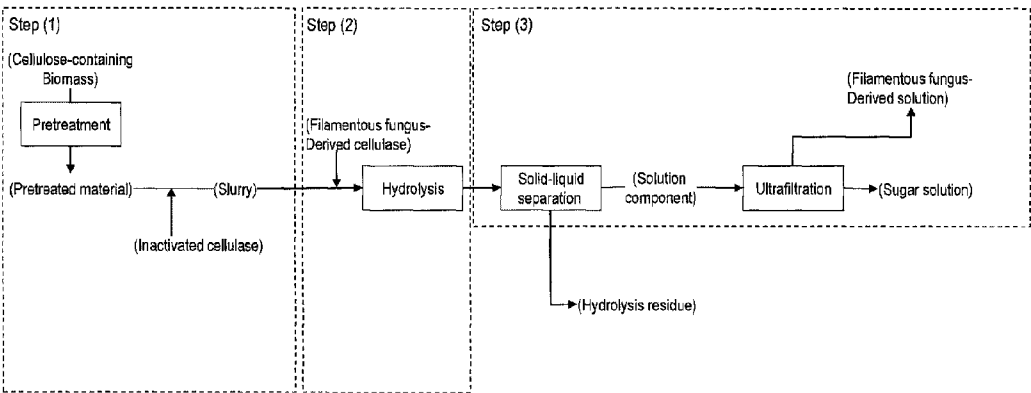 Step (1)
(Cellulose-containing
Biomass)
Pretreatment
(Pretreated material)
(Slurry)
(Inactivated cellulase)
Step (2)
(Filamentous fungus-
Derived cellulase)
Hydrolysis
Step (3)
Solid-liquid
separation
(Solution
component)
Ultrafiltration
(Filamentous fungus-
Derived solution)
(Sugar solution)
(Hydrolysis residue)